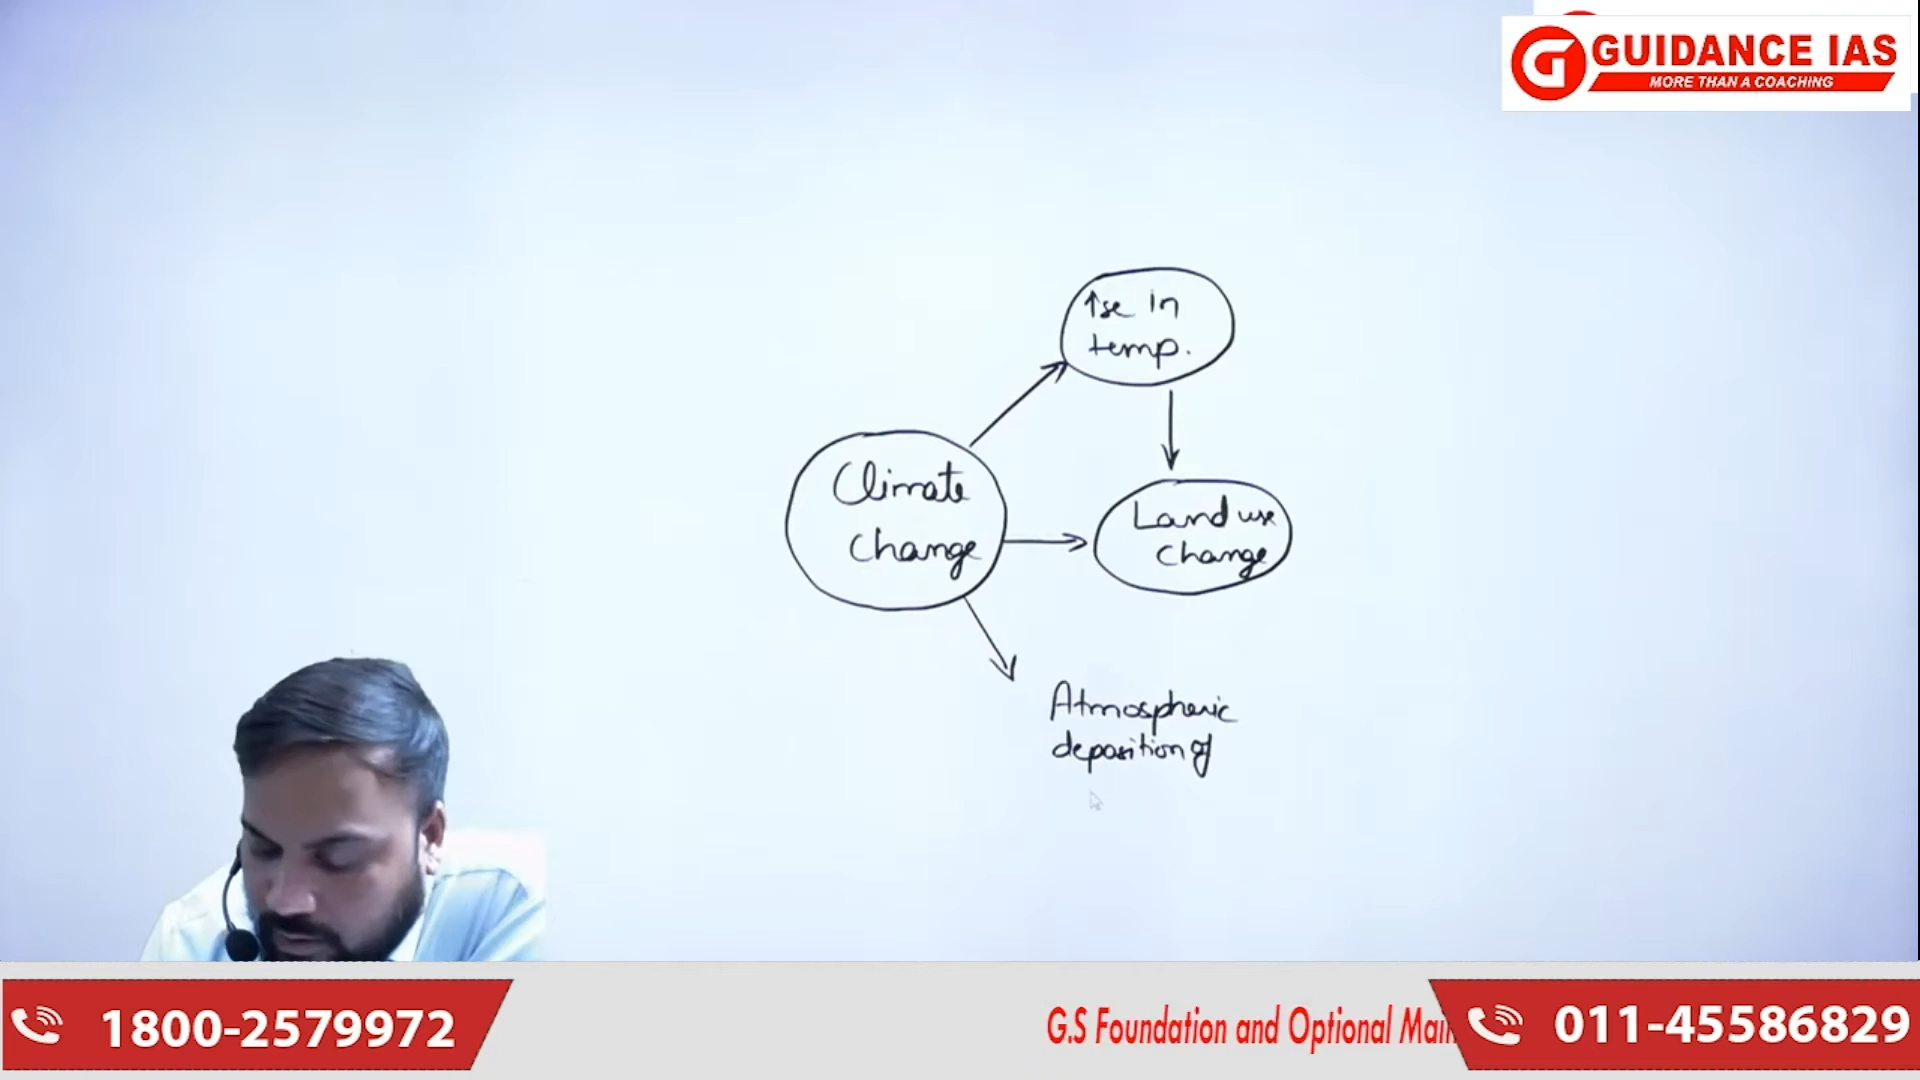 GUIDANCE IAS
MORE THAN A COACHING
↑se in
temp.
Climate
change
Land use
change
Atmospheric
deposition of
1800-2579972
G.S Foundation and Optional Main
011-45586829